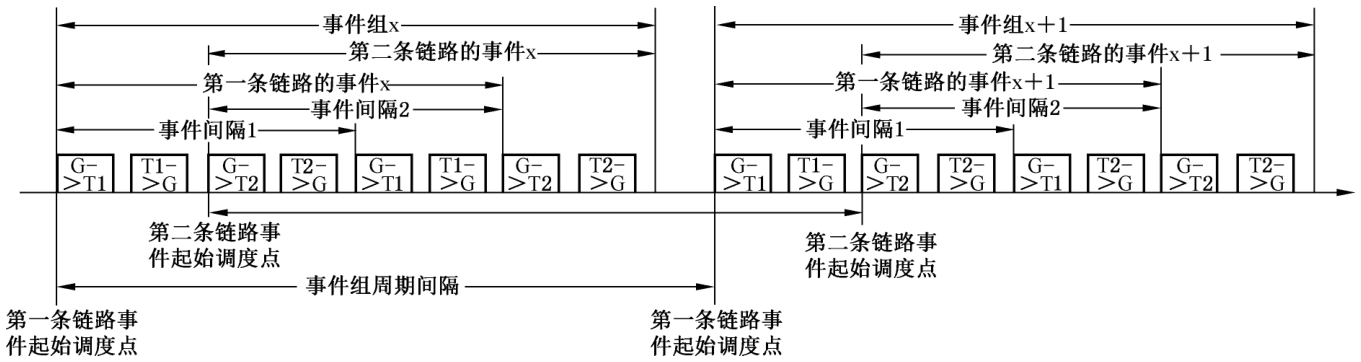 事件组x
事件组x+1
第二条链路的事件x
第二条链路的事件x+1
第一条链路的事件x
第一条链路的事件x+1
事件间隔2
事件间隔2
事件间隔1
事件间隔1
G-
>T1
T1-
>G
G-
>T2
T2-
>G
G-
>T1
T1-
>G
G-
>T2
T2-
>G
G-
>T1
T1-
>G
G-
>T2
T2-
>G
G-
>T1
T2-
>G
G-
>T2
T2-
>G
第二条链路事
件起始调度点
第二条链路事
件起始调度点
事件组周期间隔
第一条链路事
件起始调度点
第一条链路事
件起始调度点